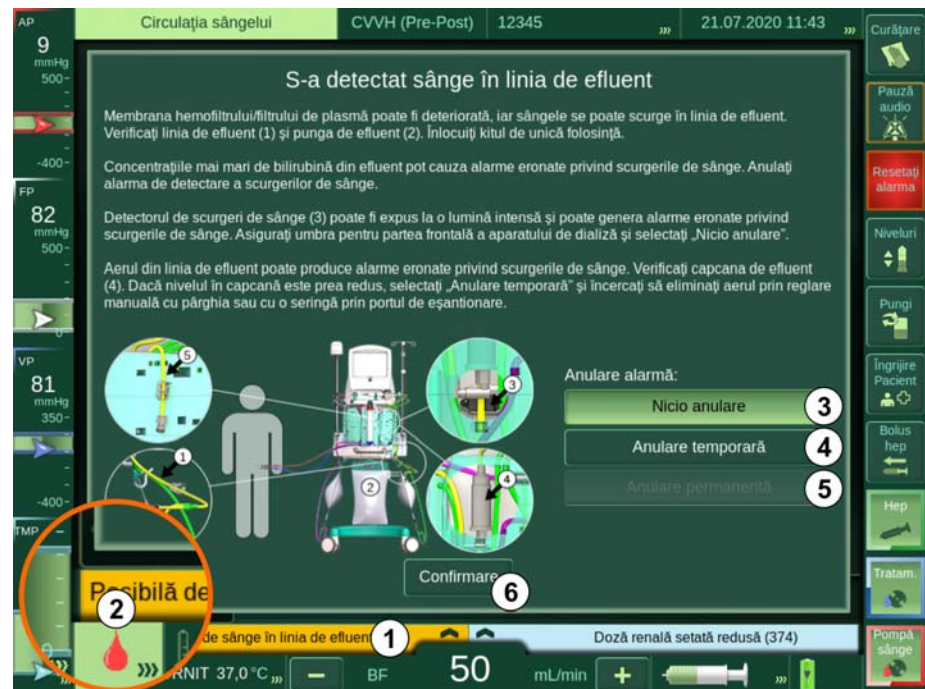 AP
Circulația sângelui
CVVH (Pre-Post)
12345
21.07.2020 11:43
9
mmHg
500
-400
FP
82
mmHg
500
0
VP
81
mmHg
350
-400
TMP
0
S-a detectat sânge în linia de efluent
Membrana hemofiltrului/filtrului de plasmă poate fi deteriorată, iar sângele se poate scurge în linia de efluent.
Verificați linia de efluent (1) și punga de efluent (2). Înlocuiți kitul de unică folosință.
Concentrațiile mai mari de bilirubină din efluent pot cauza alarme eronate privind scurgerile de sânge. Anulați
alarma de detectare a scurgerilor de sânge.
Detectorul de scurgeri de sânge (3) poate fi expus la o lumină intensă și poate genera alarme eronate privind
scurgerile de sânge. Asigurați umbra pentru partea frontală a aparatului de dializă și selectați „Nicio anulare”.
Aerul din linia de efluent poate produce alarme eronate privind scurgerile de sânge. Verificați capcana de efluent
(4). Dacă nivelul în capcană este prea redus, selectați „Anulare temporară” și încercați să eliminați aerul prin reglare
manuală cu pârghia sau cu o seringă prin portul de eșantionare.
5
3
1
2
4
Anulare alarmă:
Nicio anulare 3
Anulare temporară 4
Anulare permanentă 5
Confirmare 6
Posibilă de
2
de sânge în linia de efluent 1
Doză renală setată redusă (374)
RNIT 37,0 °C
BF
50
mL/min
Curățare
Pauză
audio
Resetați
alarma
Niveluri
Pungi
Îngrijire
Pacient
Bolus
hep
Hep
Tratam.
Pompă
sânge